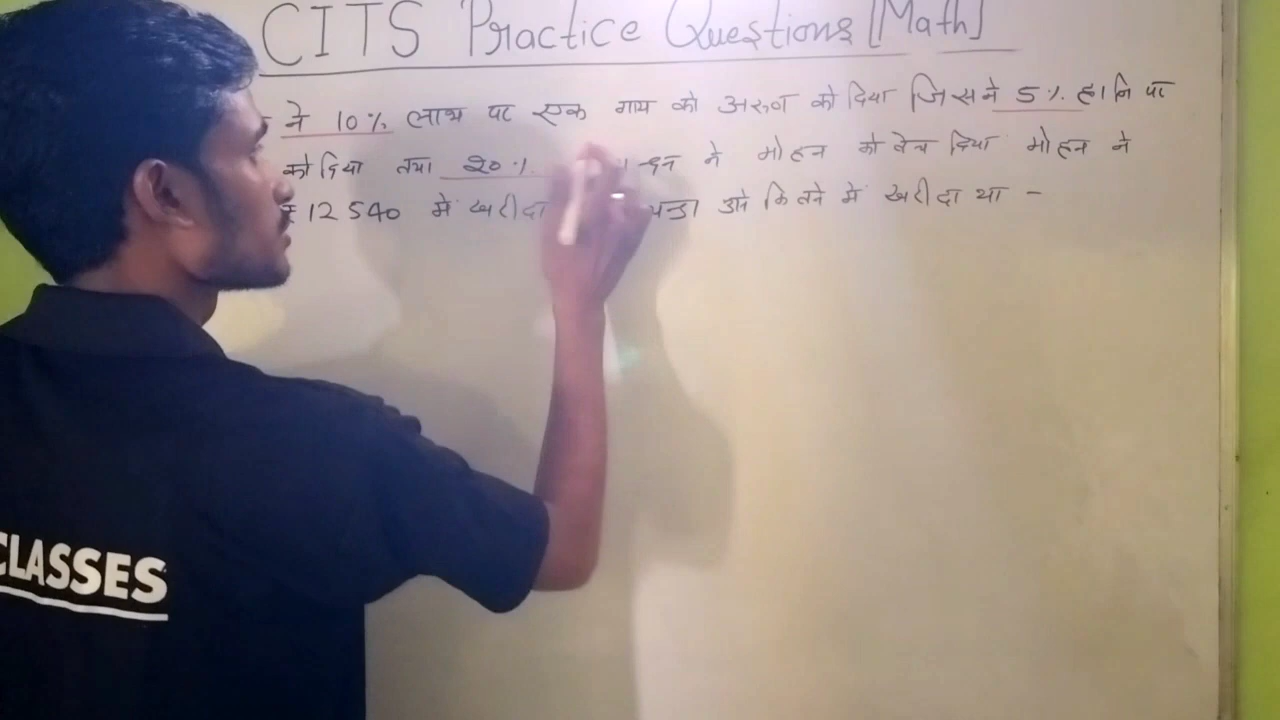 CITS Practice Questions [Math]
ने 10% लाभ पर एक गाय को अरुण को दिया जिसने 5% हानि पर
को दिया तथा 20% ने मोहन को बेच दिया मोहन ने
₹12540 में खरीदा उसे कितने में खरीदा था -
CLASSES